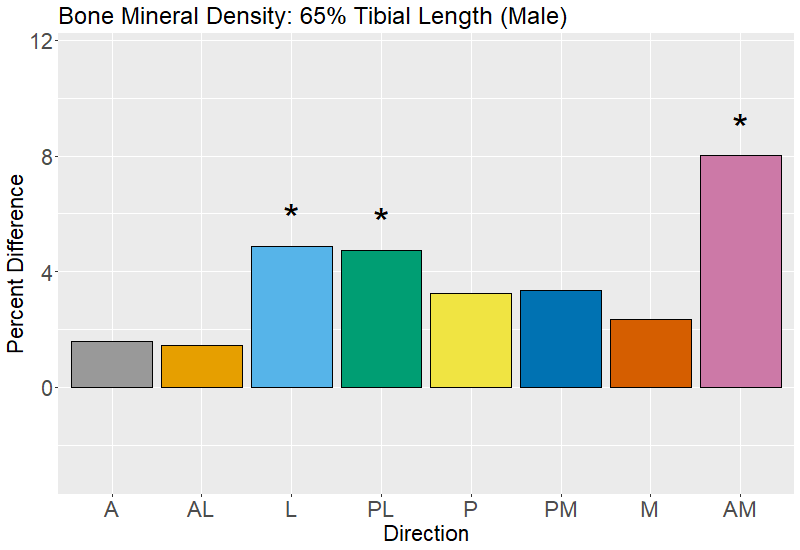 Bone Mineral Density: 65% Tibial Length (Male)
12
8
4
0
Percent Difference
*
*
*
A AL L PL P PM M AM
Direction